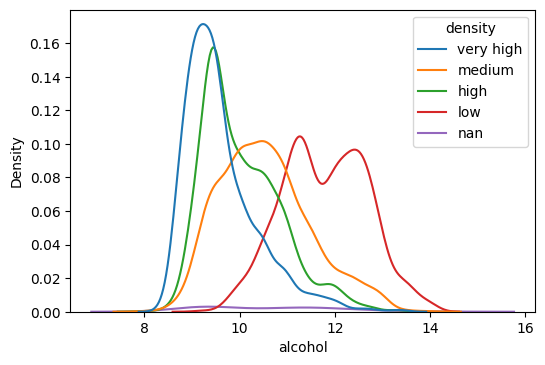 density
very high
medium
high
low
nan
Density
0.16
0.14
0.12
0.10
0.08
0.06
0.04
0.02
0.00
8
10
12
14
16
alcohol